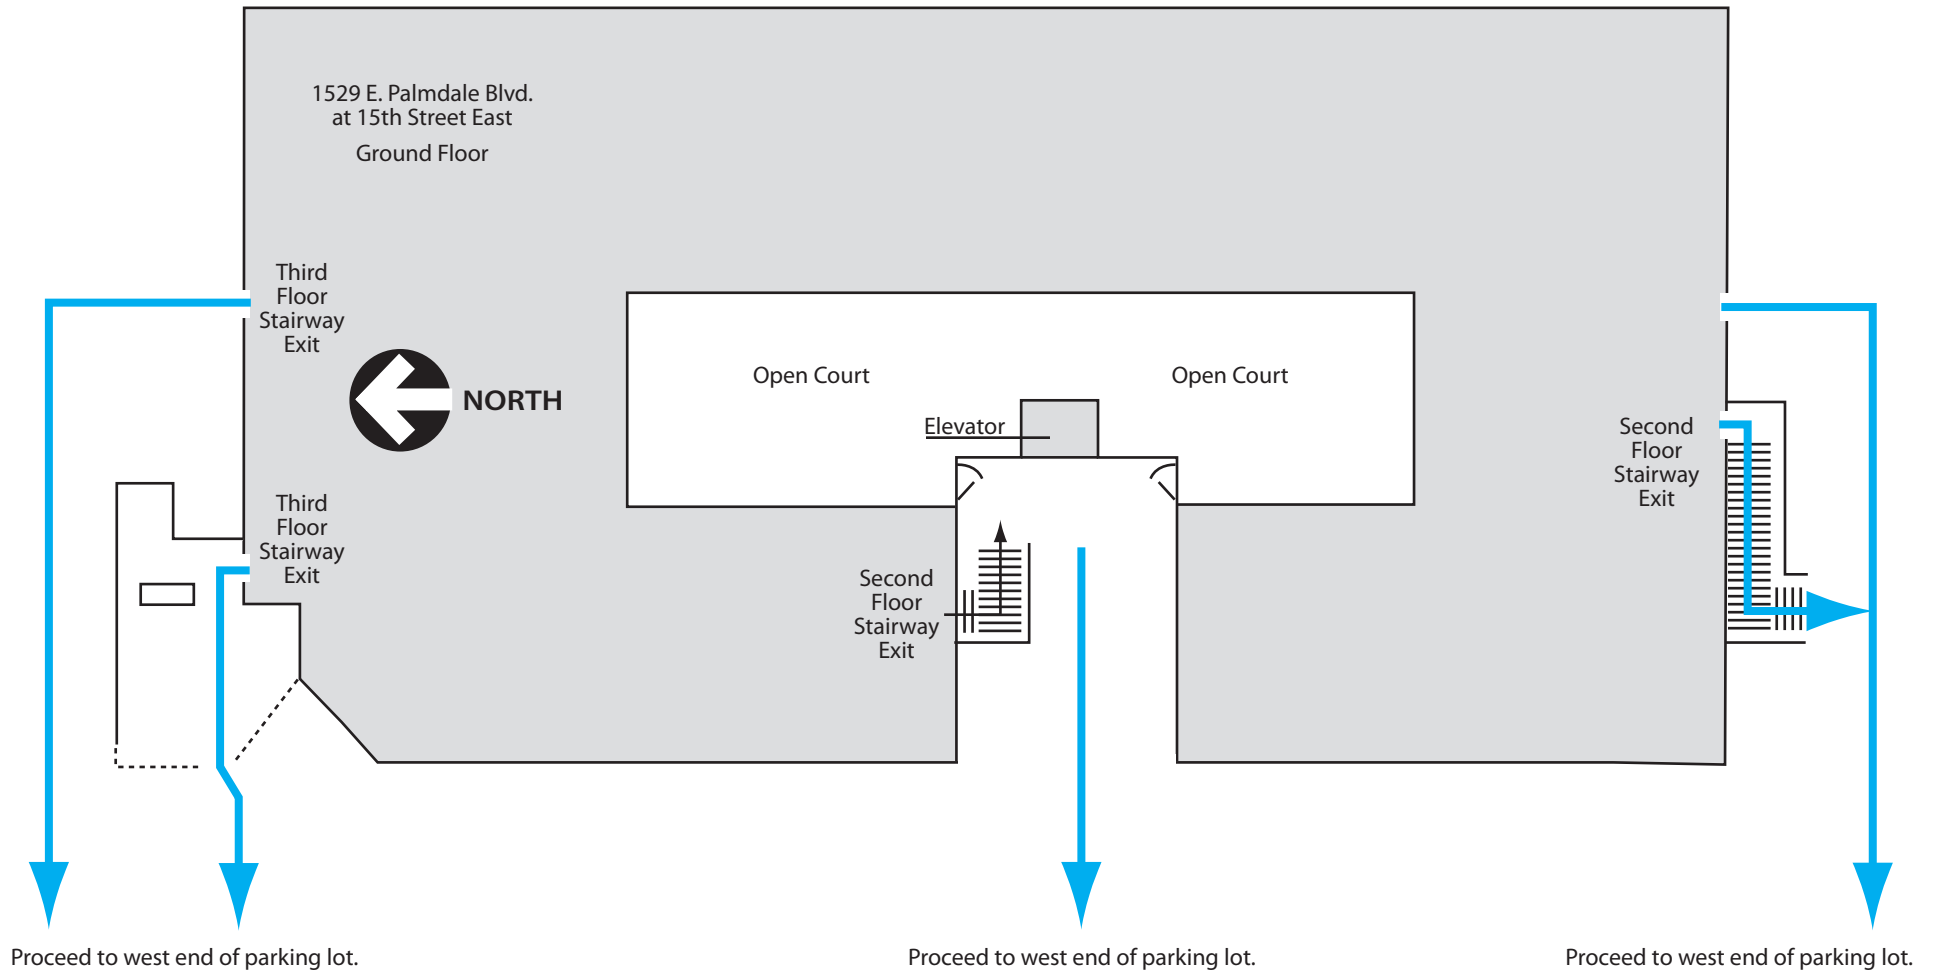 1529 E. Palmdale Blvd.
at 15th Street East
Ground Floor
Third
Floor
Stairway
Exit
NORTH
Open Court
Open Court
Elevator
Second
Floor
Stairway
Exit
Third
Floor
Stairway
Exit
Second
Floor
Stairway
Exit
Proceed to west end of parking lot.
Proceed to west end of parking lot.
Proceed to west end of parking lot.